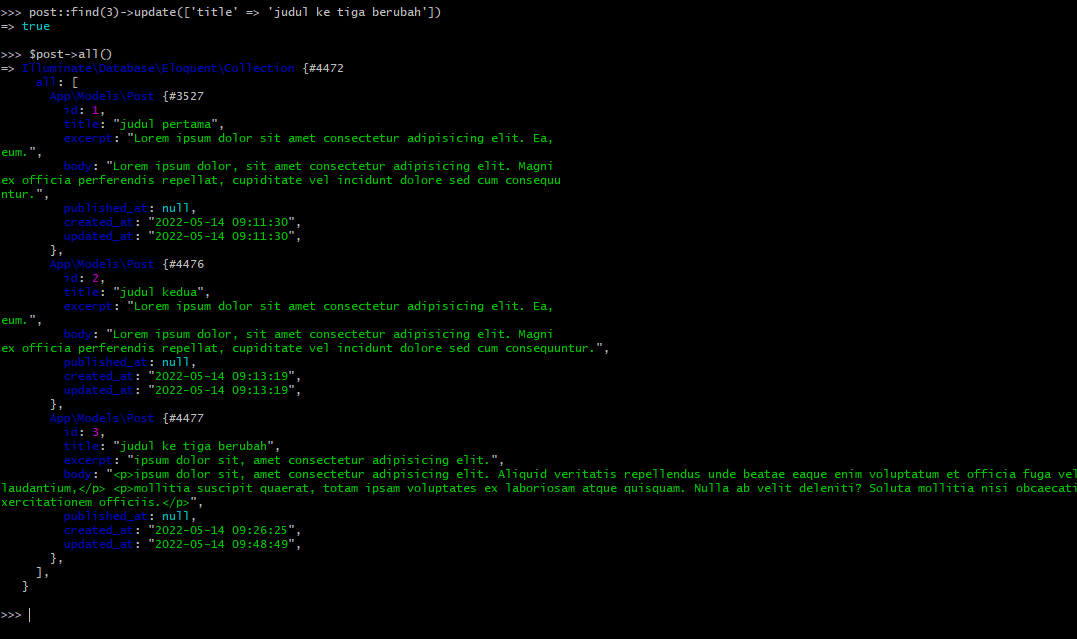 >>> post::find(3)->update(['title' => 'judul ke tiga berubah'])
=> true
>>> $post->all()
=> Illuminate\Database\Eloquent\Collection {#4472
all: [
App\Models\Post {#3527
id: 1,
title: "judul pertama",
excerpt: "Lorem ipsum dolor sit amet consectetur adipisicing elit. Ea,
eum.",
body: "Lorem ipsum dolor, sit amet consectetur adipisicing elit. Magni
ex officia perferendis repellat, cupiditate vel incidunt dolore sed cum consequu
ntur.",
published_at: null,
created_at: "2022-05-14 09:11:30",
updated_at: "2022-05-14 09:11:30",
},
App\Models\Post {#4476
id: 2,
title: "judul kedua",
excerpt: "Lorem ipsum dolor sit amet consectetur adipisicing elit. Ea,
eum.",
body: "Lorem ipsum dolor, sit amet consectetur adipisicing elit. Magni
ex officia perferendis repellat, cupiditate vel incidunt dolore sed cum consequuntur.",
published_at: null,
created_at: "2022-05-14 09:13:19",
updated_at: "2022-05-14 09:13:19",
},
App\Models\Post {#4477
id: 3,
title: "judul ke tiga berubah",
excerpt: "ipsum dolor sit, amet consectetur adipisicing elit.",
body: "<p>ipsum dolor sit, amet consectetur adipisicing elit. Aliquid veritatis repellendus unde beatae eaque enim voluptatum et officia fuga vel
laudantium,</p> <p>mollitia suscipit quaerat, totam ipsam voluptates ex laboriosam atque quisquam. Nulla ab velit deleniti? Soluta mollitia nisi obcaecati
xercitationem officiis.</p>",
published_at: null,
created_at: "2022-05-14 09:26:25",
updated_at: "2022-05-14 09:48:49",
},
],
}
>>>